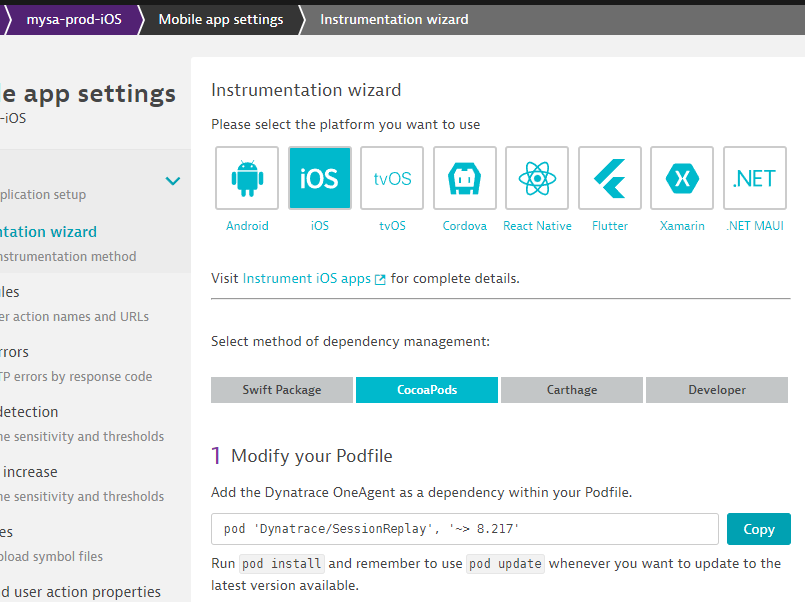 mysa-prod-iOS
Mobile app settings
Instrumentation wizard
le app settings
-iOS
plication setup
ntation wizard
nstrumentation method
les
er action names and URLs
rrors
TP errors by response code
detection
ne sensitivity and thresholds
increase
ne sensitivity and thresholds
es
pload symbol files
d user action properties
Instrumentation wizard
Please select the platform you want to use
iOS
tvOS
.NET
Android
iOS
tvOS
Cordova
React Native
Flutter
Xamarin
.NET MAUI
Visit Instrument iOS apps for complete details.
Select method of dependency management:
Swift Package
CocoaPods
Carthage
Developer
1 Modify your Podfile
Add the Dynatrace OneAgent as a dependency within your Podfile.
pod 'Dynatrace/SessionReplay', '~> 8.217'
Copy
Run pod install and remember to use pod update whenever you want to update to the
latest version available.